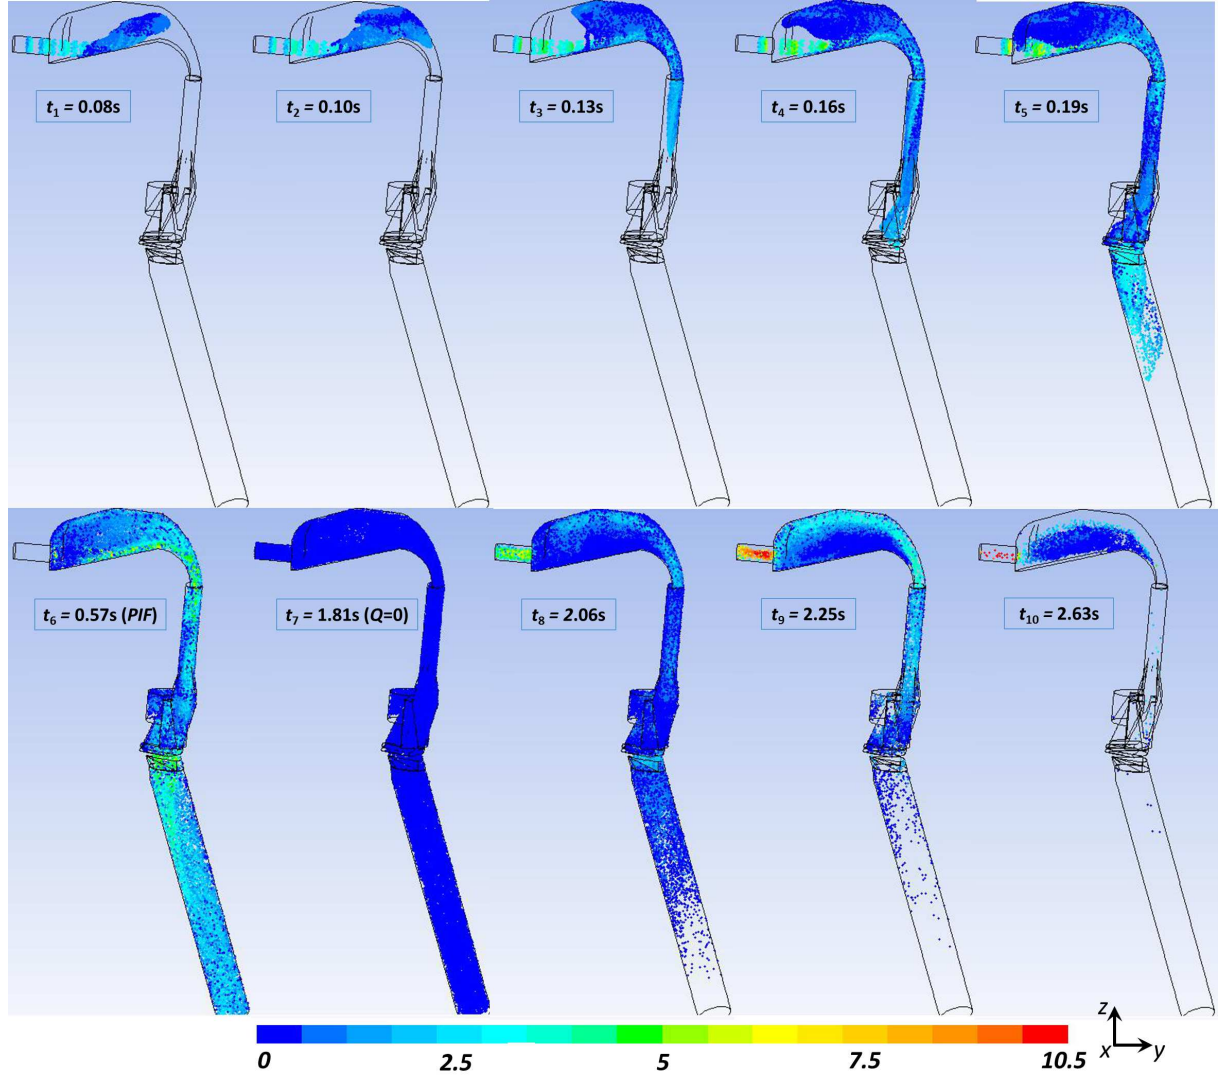 t1 = 0.08s
t2 = 0.10s
t3 = 0.13s
t4 = 0.16s
t5 = 0.19s
t6 = 0.57s (PIF)
t7 = 1.81s (Q=0)
t8 = 2.06s
t9 = 2.25s
t10 = 2.63s
0 2.5 5 7.5 10.5
z
x y